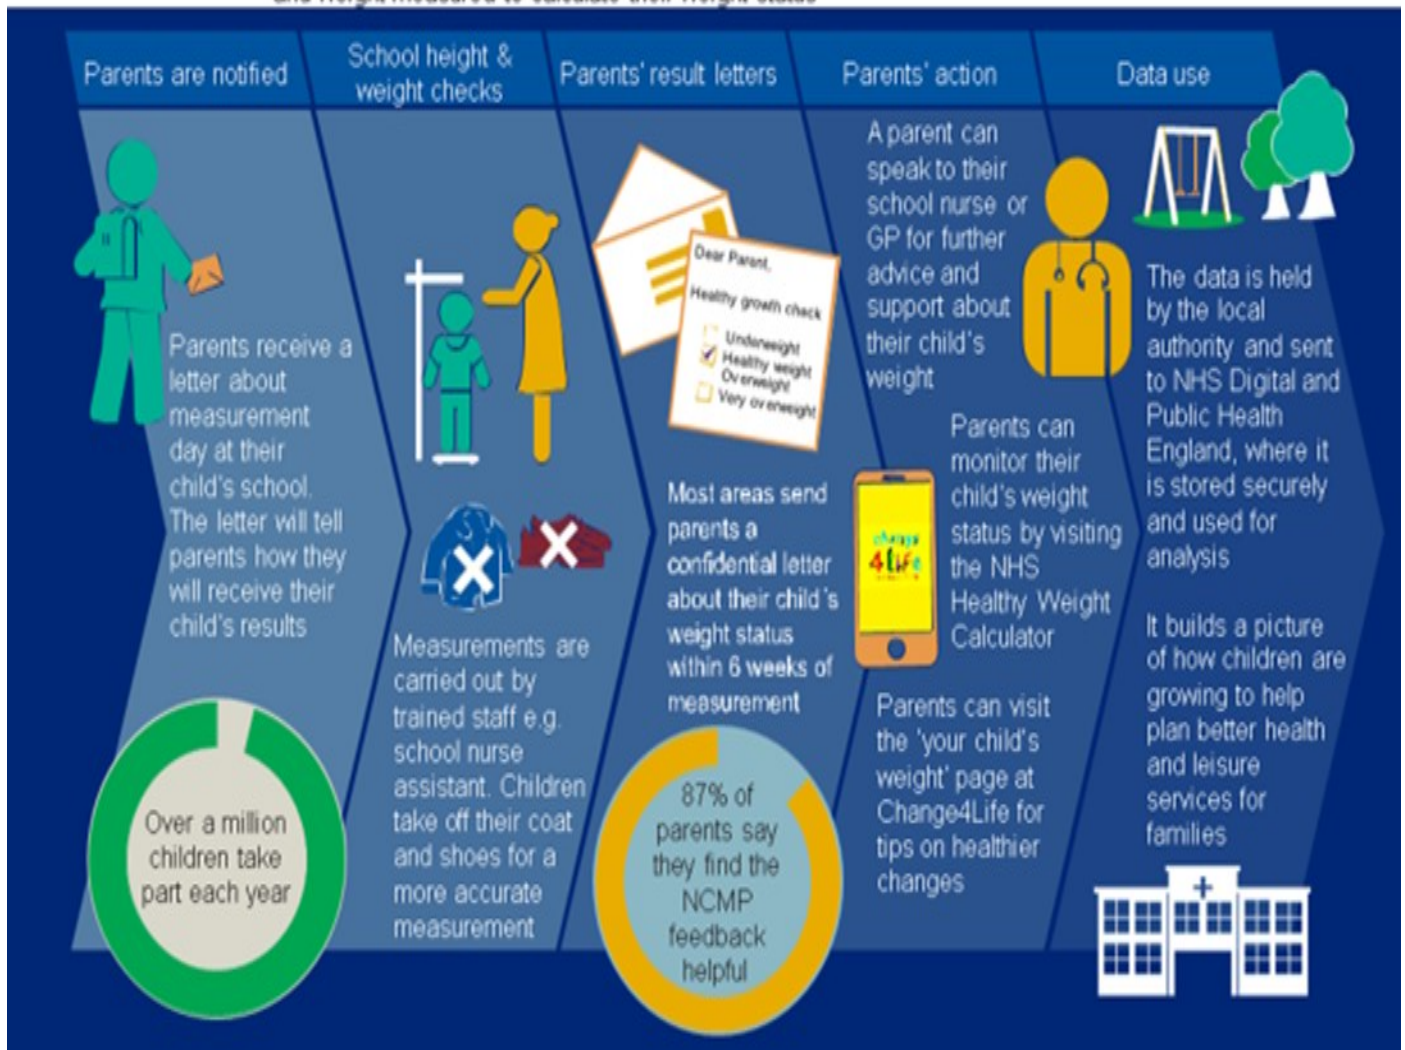 and weight measured to calculate their weight status
Parents are notified
School height &
weight checks
Parents' result letters
Parents' action
Data use
Parents receive a
letter about
measurement
day at their
child's school.
The letter will tell
parents how they
will receive their
child's results
Over a million
children take
part each year
Measurements are
carried out by
trained staff e.g.
school nurse
assistant. Children
take off their coat
and shoes for a
more accurate
measurement
Dear Parent,
Healthy growth check
Underweight
Healthy weight
Overweight
Very overweight
Most areas send
parents a
confidential letter
about their child's
weight status
within 6 weeks of
measurement
87% of
parents say
they find the
NCMP
feedback
helpful
A parent can
speak to their
school nurse or
GP for further
advice and
support about
their child's
weight
change
4Life
Parents can
monitor their
child's weight
status by visiting
the NHS
Healthy Weight
Calculator
Parents can visit
the 'your child's
weight' page at
Change4Life for
tips on healthier
changes
The data is held
by the local
authority and sent
to NHS Digital and
Public Health
England, where it
is stored securely
and used for
analysis
It builds a picture
of how children are
growing to help
plan better health
and leisure
services for
families